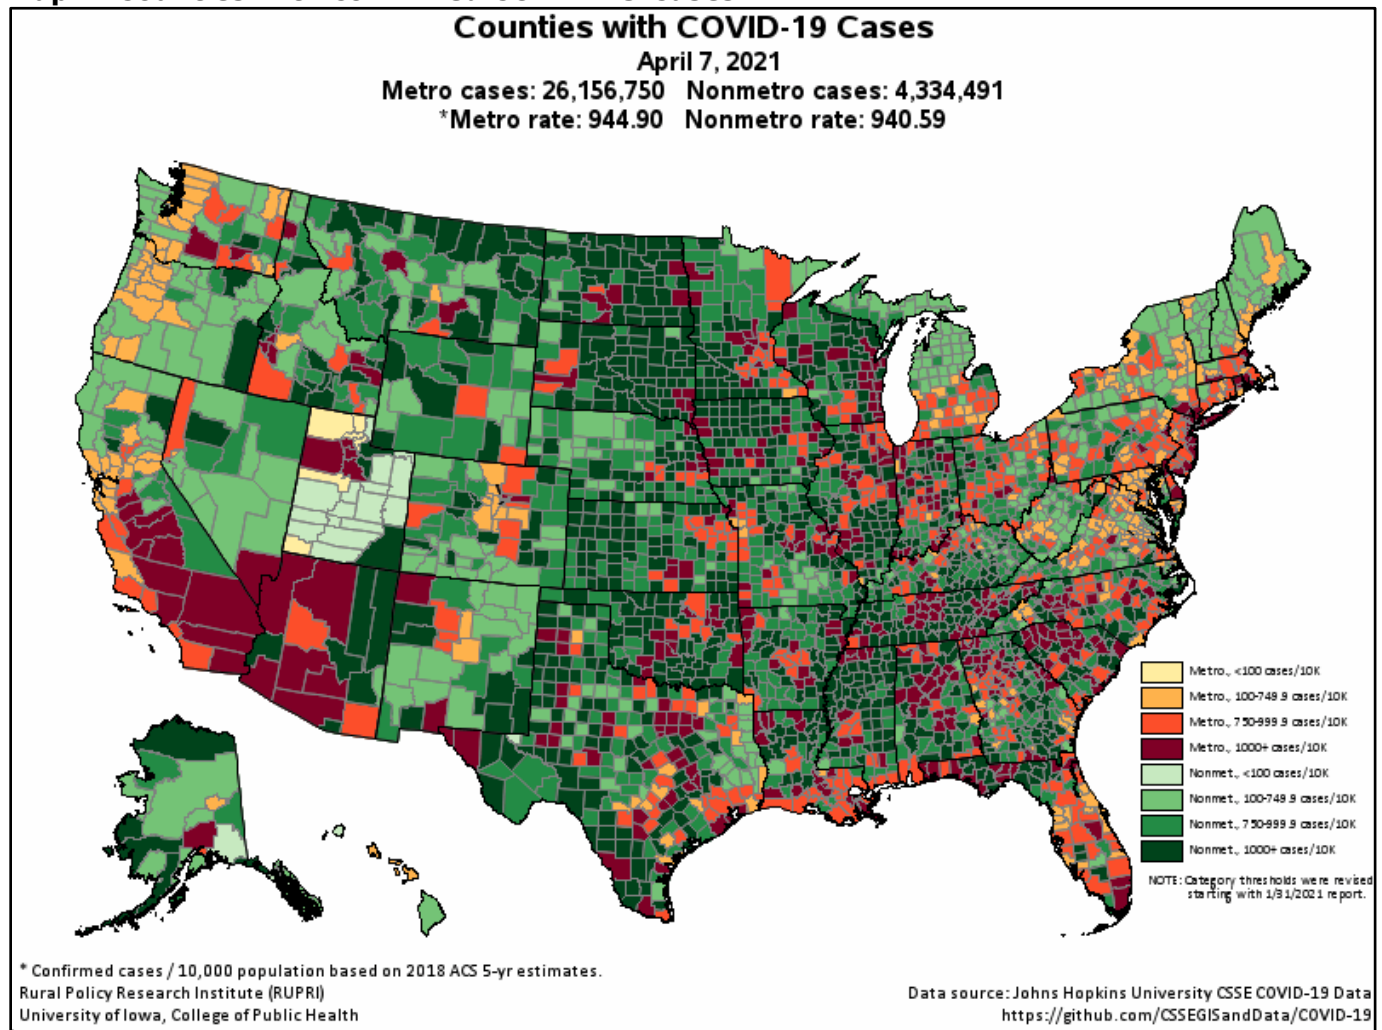 Counties with COVID-19 Cases
April 7, 2021
Metro cases: 26,156,750 Nonmetro cases: 4,334,491
*Metro rate: 944.90 Nonmetro rate: 940.59
Metro., <100 cases/10K
Metro., 100-749.9 cases/10K
Metro., 750-999.9 cases/10K
Metro., 1000+ cases/10K
Nonmet., <100 cases/10K
Nonmet., 100-749.9 cases/10K
Nonmet., 750-999.9 cases/10K
Nonmet., 1000+ cases/10K
NOTE: Category thresholds were revised
starting with 1/31/2021 report.
* Confirmed cases / 10,000 population based on 2018 ACS 5-yr estimates.
Rural Policy Research Institute (RUPRI)
University of Iowa, College of Public Health
Data source: Johns Hopkins University CSSE COVID-19 Data
https://github.com/CSSEGISandData/COVID-19